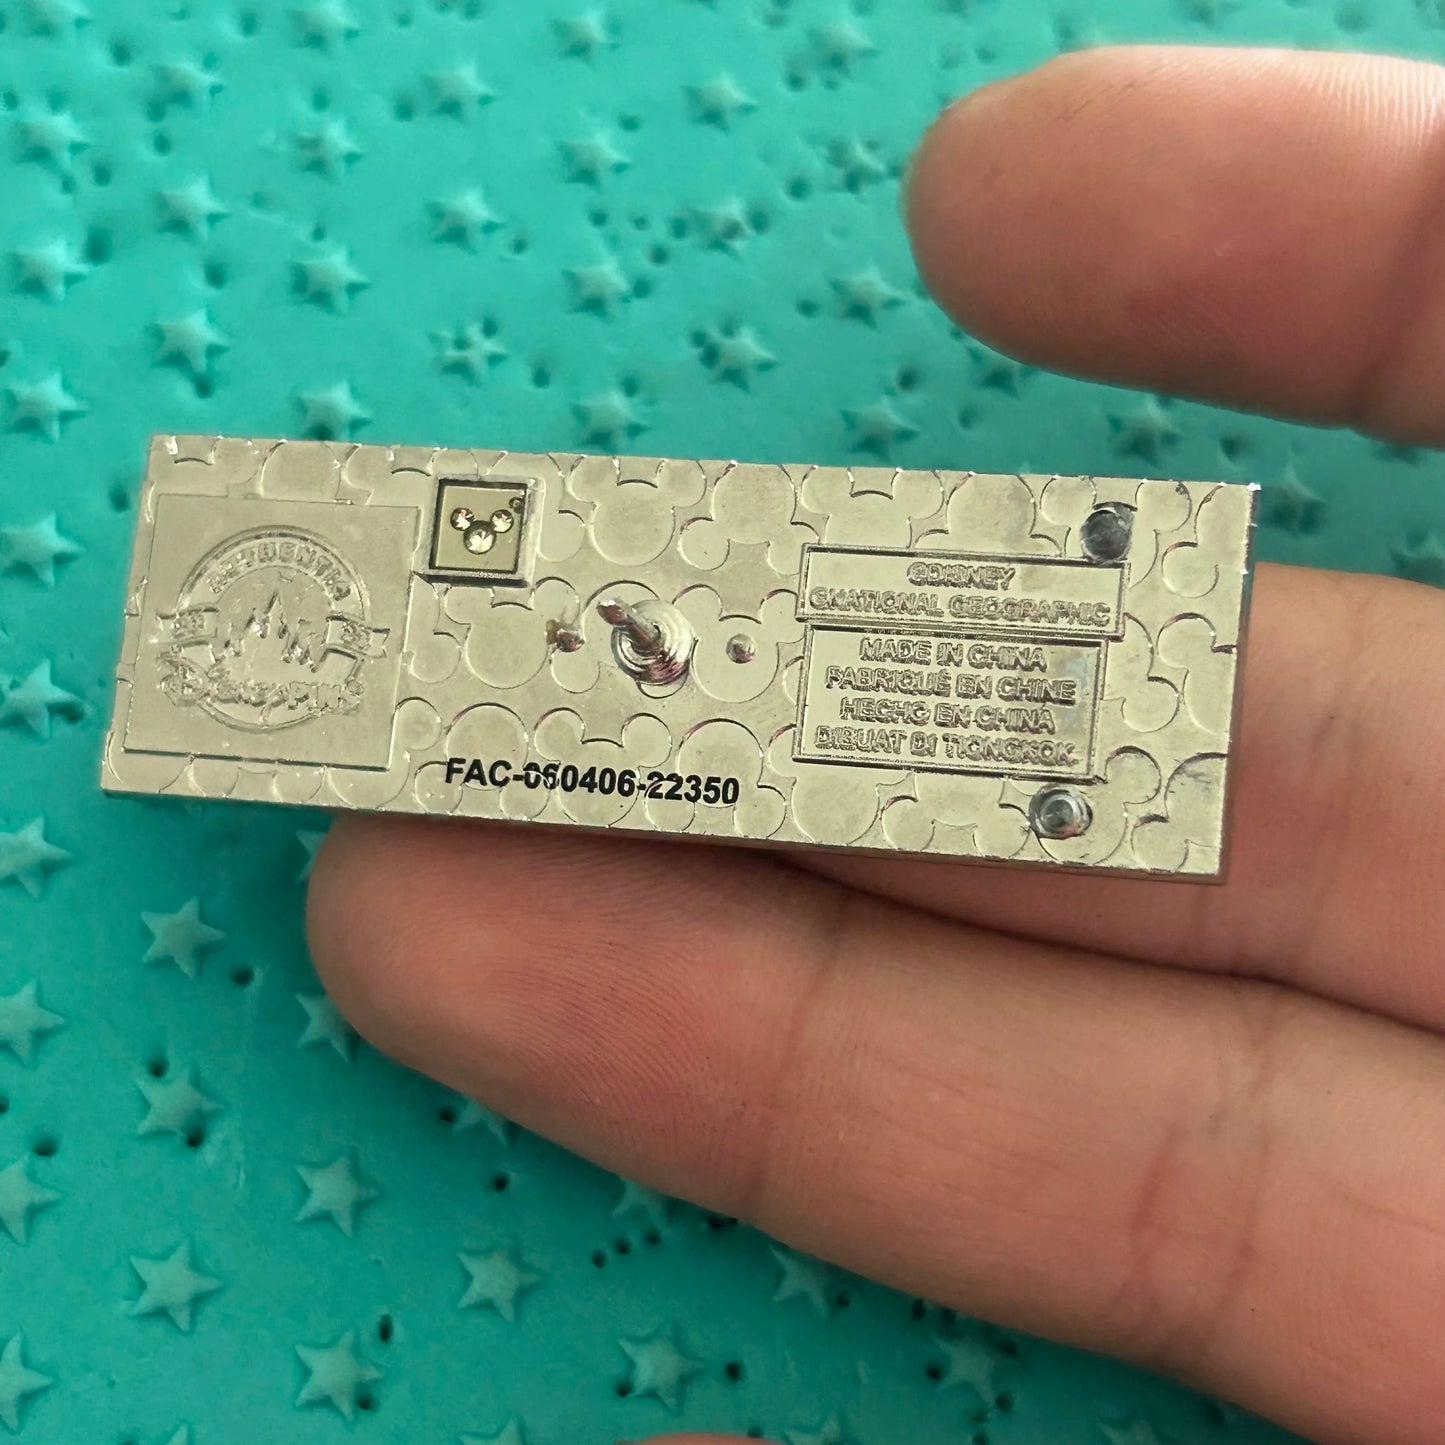 AUTHENTIC
Disney PINS
©DISNEY
©NATIONAL GEOGRAPHIC
MADE IN CHINA
FABRIQUÉ EN CHINE
HECHO EN CHINA
DIBUAT DI TIONGKOK
FAC-060406-22350